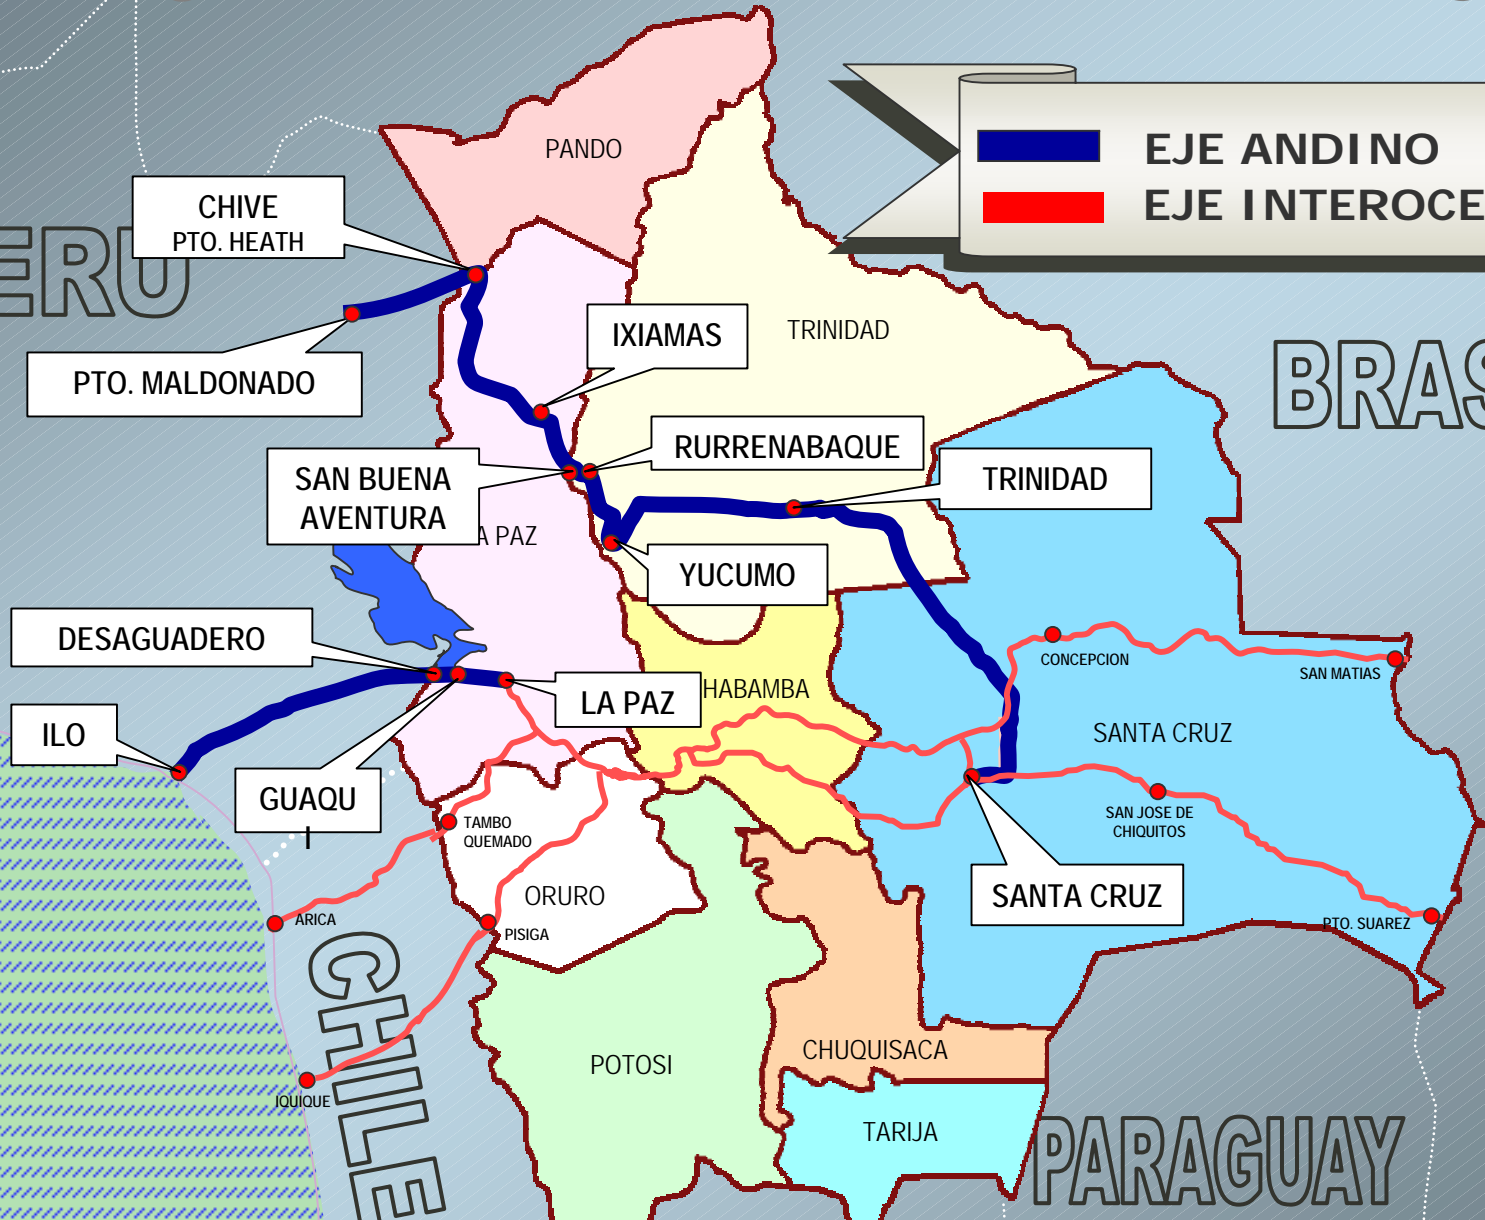 PANDO
EJE ANDINO
EJE INTEROCE
CHIVE
PTO. HEATH
ERU
IXIAMAS
TRINIDAD
PTO. MALDONADO
BRAS
RURRENABAQUE
SAN BUENA
AVENTURA
TRINIDAD
A PAZ
YUCUMO
DESAGUADERO
CONCEPCION
SAN MATIAS
HABAMBA
LA PAZ
ILO
SANTA CRUZ
GUAQU
I
SAN JOSE DE
CHIQUITOS
TAMBO
QUEMADO
ORURO
SANTA CRUZ
ARICA
PISIGA
PTO. SUAREZ
CHILE
CHUQUISACA
POTOSI
IQUIQUE
TARIJA
PARAGUAY